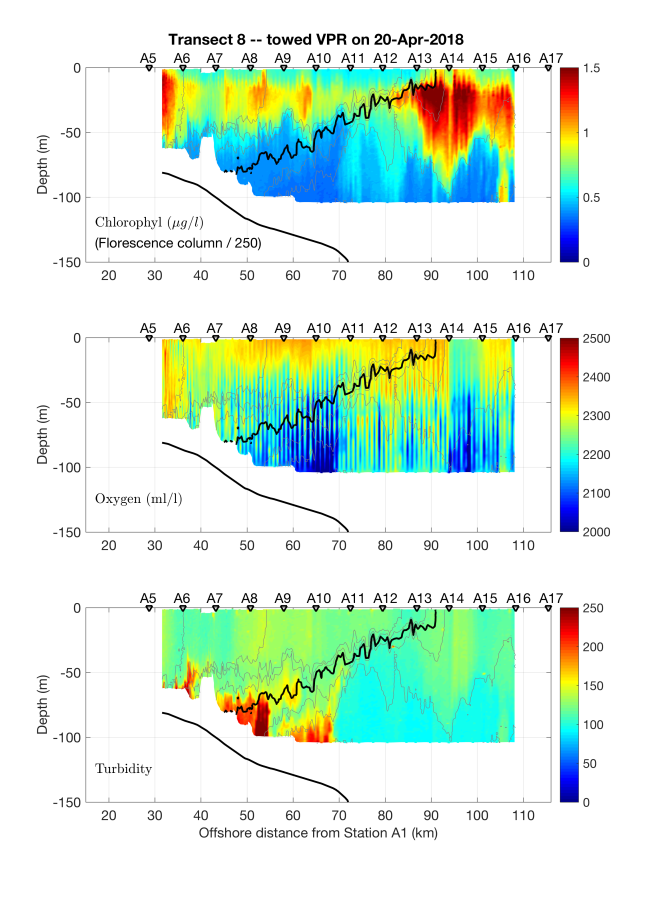 Transect 8 -- towed VPR on 20-Apr-2018
A5 A6 A7 A8 A9 A10 A11 A12 A13 A14 A15 A16 A17
0
-50
-100
-150
Depth (m)
Chlorophyl (μg/l)
(Florescence column / 250)
20 30 40 50 60 70 80 90 100 110
1.5
1
0.5
0
A5 A6 A7 A8 A9 A10 A11 A12 A13 A14 A15 A16 A17
0
-50
-100
-150
Depth (m)
Oxygen (ml/l)
20 30 40 50 60 70 80 90 100 110
2500
2400
2300
2200
2100
2000
A5 A6 A7 A8 A9 A10 A11 A12 A13 A14 A15 A16 A17
0
-50
-100
-150
Depth (m)
Turbidity
20 30 40 50 60 70 80 90 100 110
Offshore distance from Station A1 (km)
250
200
150
100
50
0